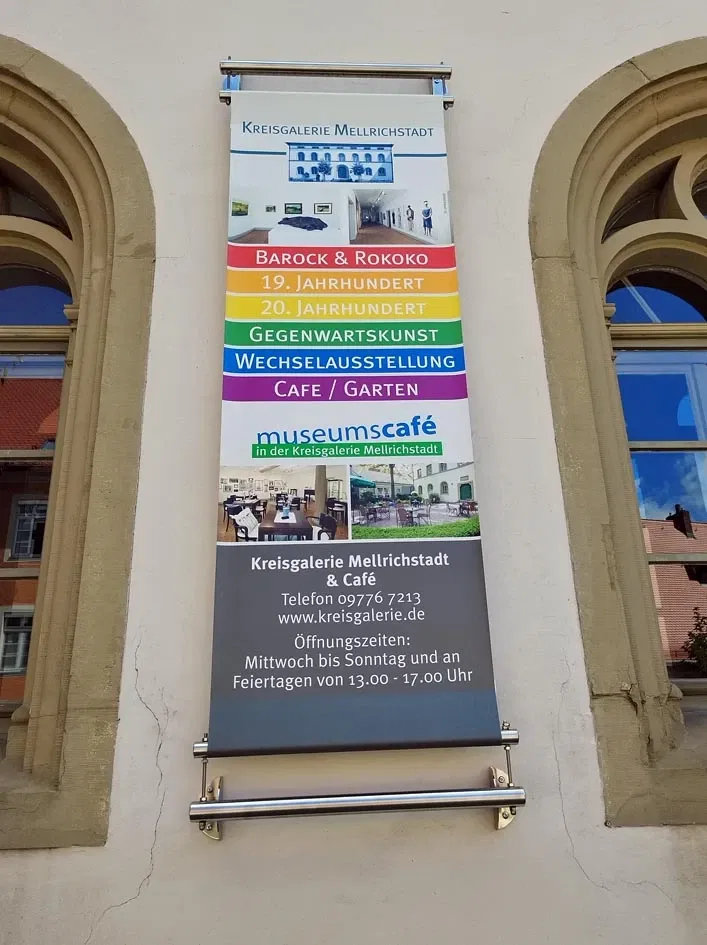 Kreisgalerie Mellrichstadt
Barock & Rokoko
19. Jahrhundert
20. Jahrhundert
Gegenwartskunst
Wechselausstellung
Cafe / Garten
museumscafé
in der Kreisgalerie Mellrichstadt
Kreisgalerie Mellrichstadt
& Café
Telefon 09776 7213
www.kreisgalerie.de
Öffnungszeiten:
Mittwoch bis Sonntag und an
Feiertagen von 13.00 - 17.00 Uhr